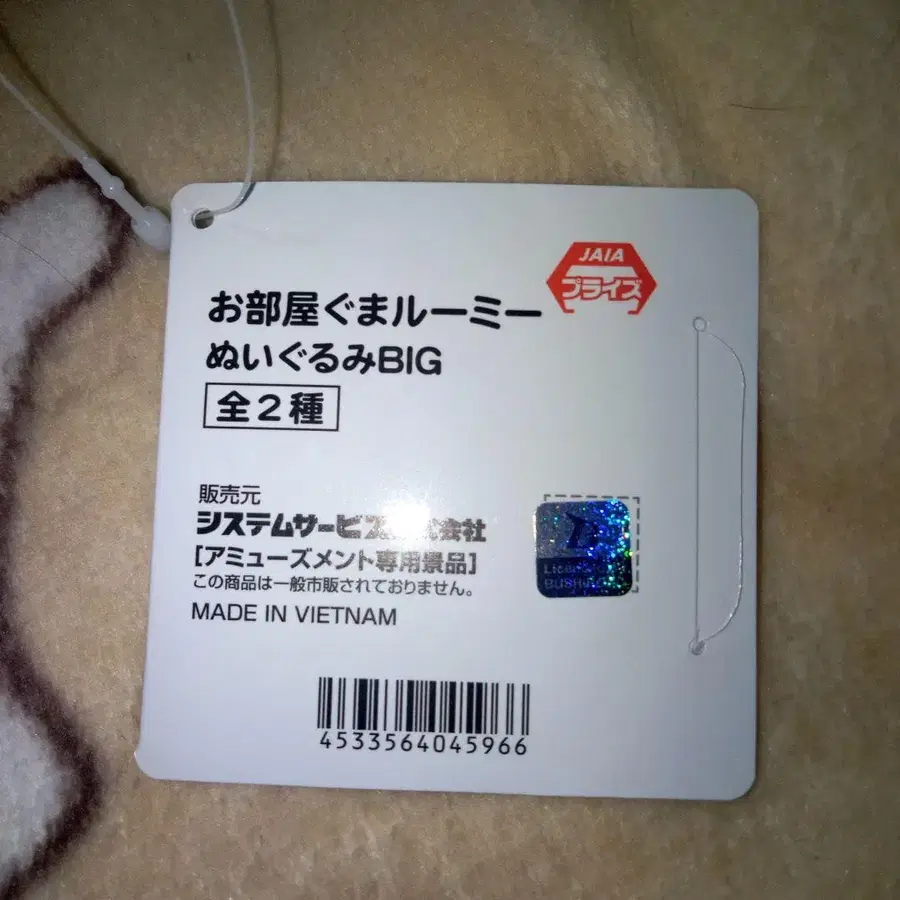 JAIA
プライズ
お部屋ぐまルーミー
ぬいぐるみBIG
全2種
販売元
システムサービス 会社
[アミューズメント専用景品]
この商品は一般市販されておりません。
MADE IN VIETNAM
4533564045966